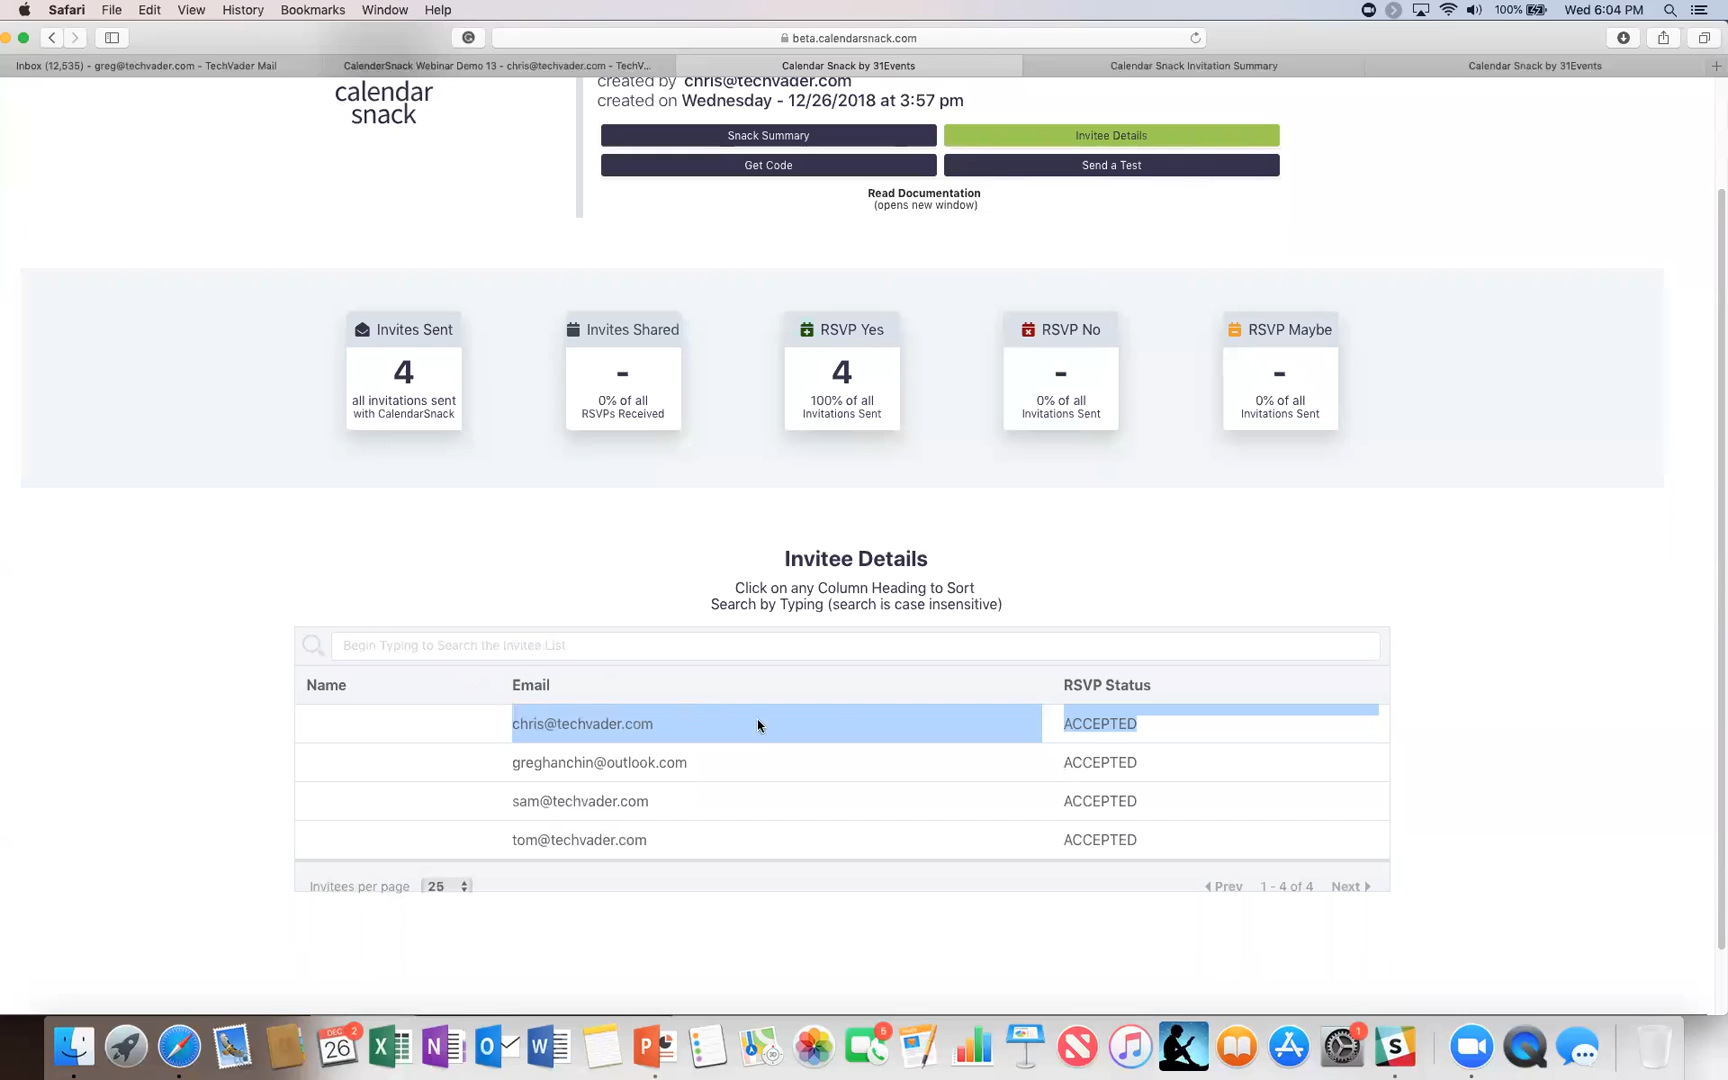 Safari File Edit View History Bookmarks Window Help 100% Wed 6:04 PM
beta.calendarsnack.com
Inbox (12,535) - greg@techvader.com - TechVader Mail
CalenderSnack Webinar Demo 13 - chris@techvader.com - TechV...
Calendar Snack by 31Events
Calendar Snack Invitation Summary
Calendar Snack by 31Events
calendar
snack
created by chris@techvader.com
created on Wednesday - 12/26/2018 at 3:57 pm
Snack Summary
Invitee Details
Get Code
Send a Test
Read Documentation
(opens new window)
Invites Sent
4
all invitations sent
with CalendarSnack
Invites Shared
-
0% of all
RSVPs Received
RSVP Yes
4
100% of all
Invitations Sent
RSVP No
-
0% of all
Invitations Sent
RSVP Maybe
-
0% of all
Invitations Sent
Invitee Details
Click on any Column Heading to Sort
Search by Typing (search is case insensitive)
Begin Typing to Search the Invitee List
Name Email RSVP Status
chris@techvader.com ACCEPTED
greghanchin@outlook.com ACCEPTED
sam@techvader.com ACCEPTED
tom@techvader.com ACCEPTED
Invitees per page 25 Prev 1 - 4 of 4 Next
DEC 2
26
5
1